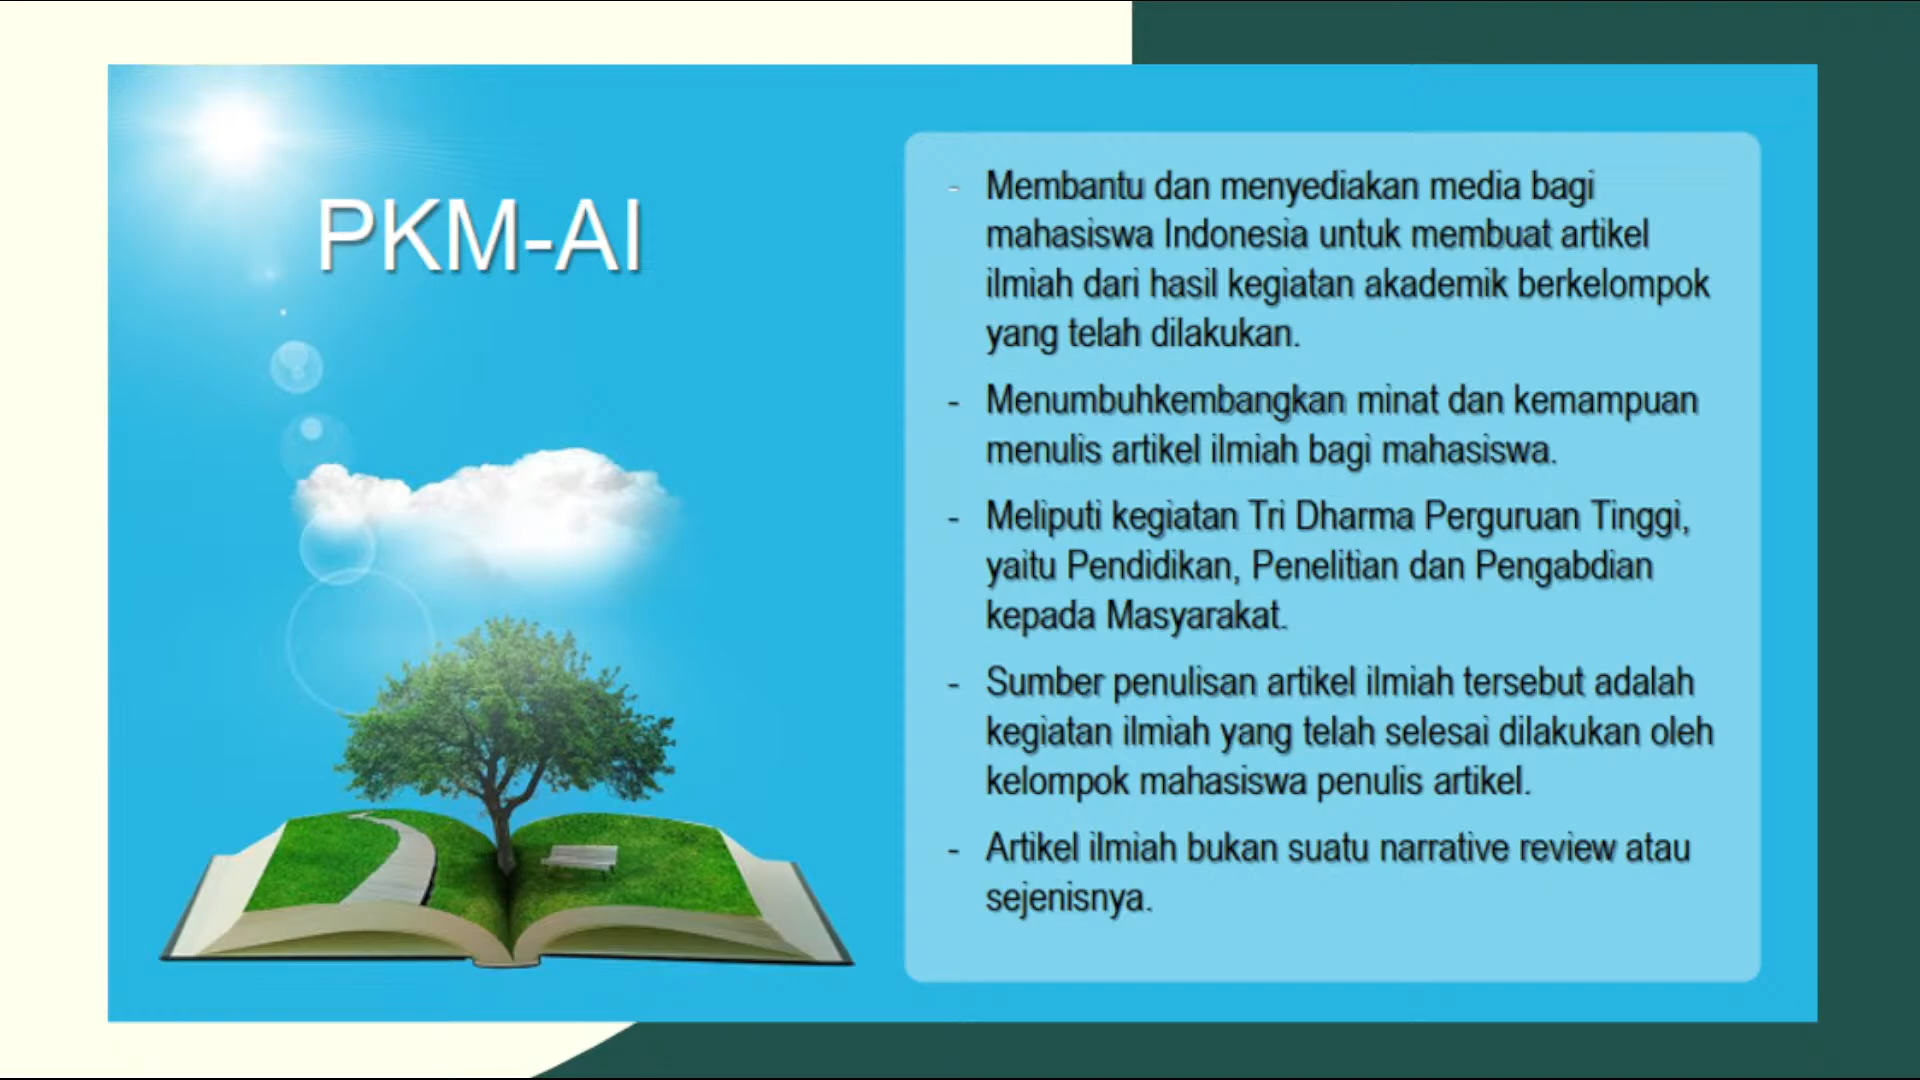 PKM-AI
- Membantu dan menyediakan media bagi
mahasiswa Indonesia untuk membuat artikel
ilmiah dari hasil kegiatan akademik berkelompok
yang telah dilakukan.
- Menumbuhkembangkan minat dan kemampuan
menulis artikel ilmiah bagi mahasiswa.
- Meliputi kegiatan Tri Dharma Perguruan Tinggi,
yaitu Pendidikan, Penelitian dan Pengabdian
kepada Masyarakat.
- Sumber penulisan artikel ilmiah tersebut adalah
kegiatan ilmiah yang telah selesai dilakukan oleh
kelompok mahasiswa penulis artikel.
- Artikel ilmiah bukan suatu narrative review atau
sejenisnya.